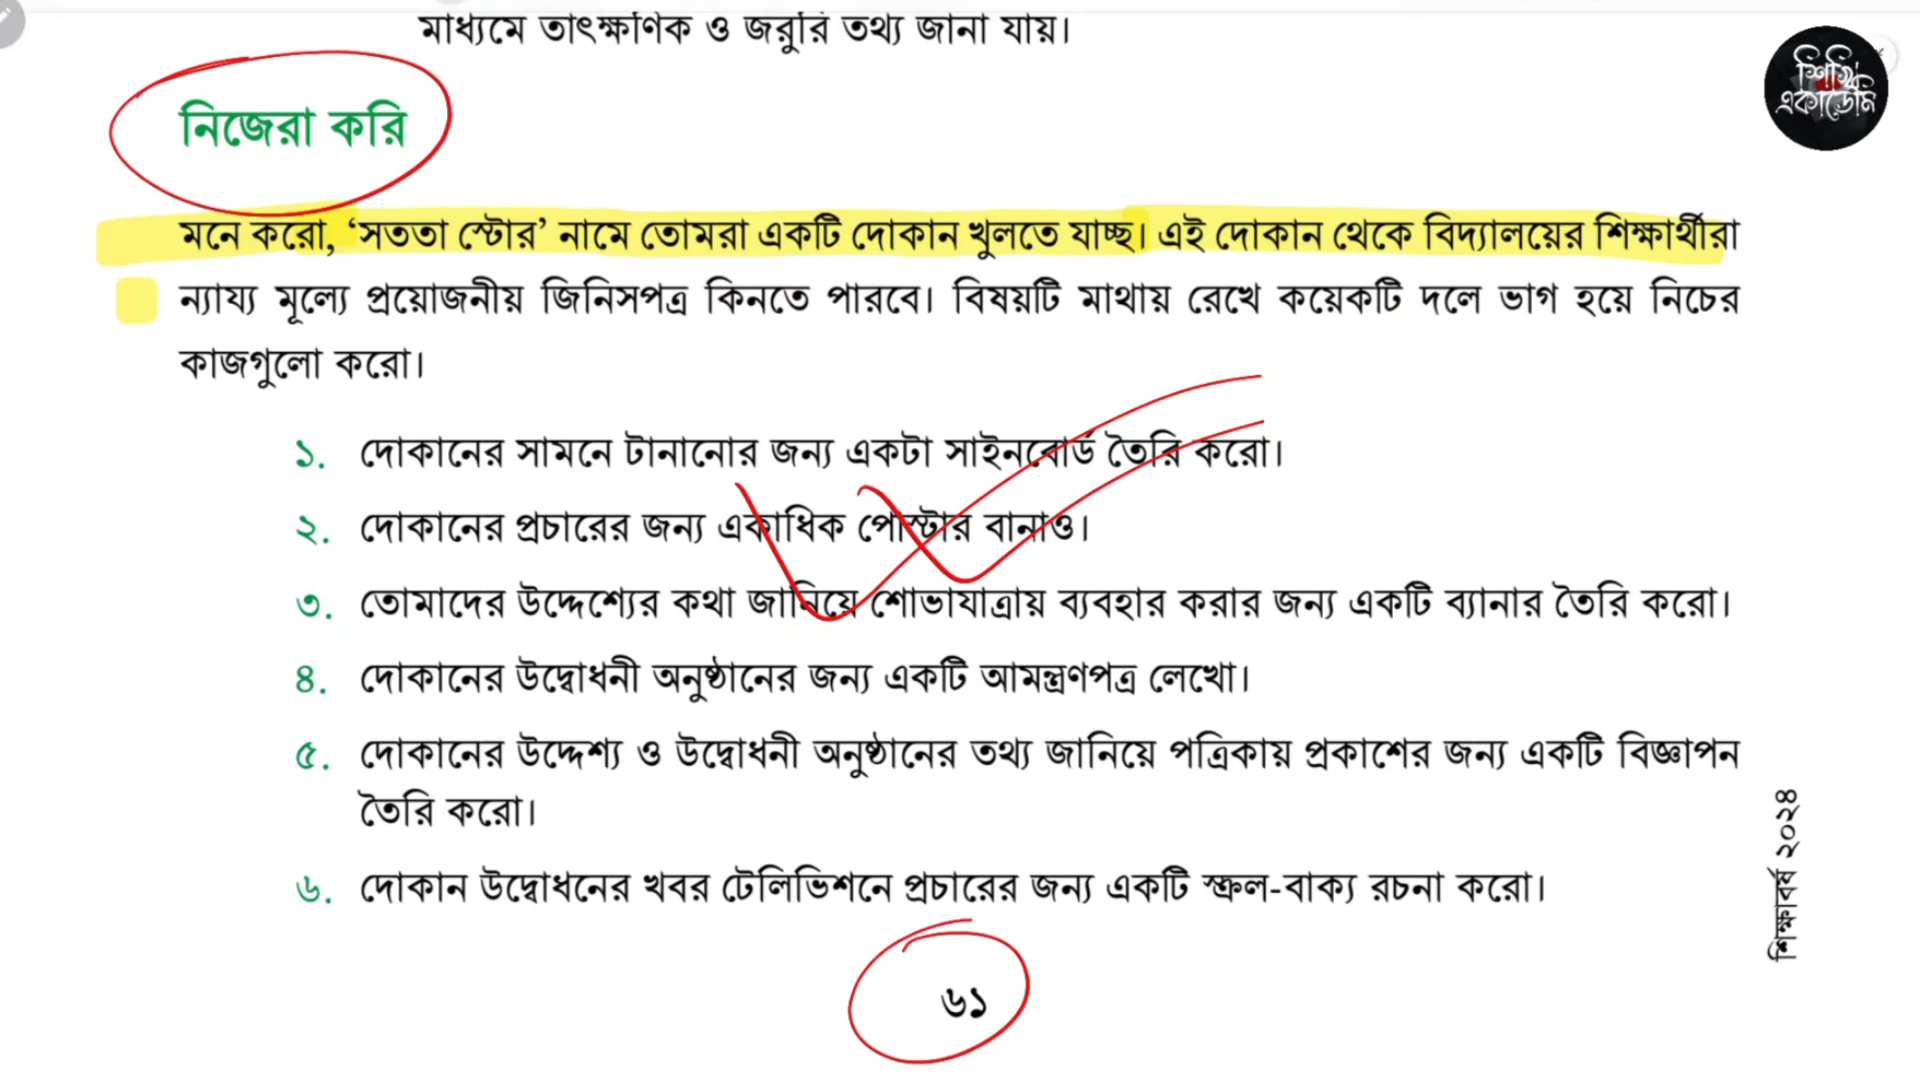 মাধ্যমে তাৎক্ষণিক ও জরুরি তথ্য জানা যায়।
শিখি একাডেমি
নিজেরা করি
মনে করো, ‘সততা স্টোর’ নামে তোমরা একটি দোকান খুলতে যাচ্ছ। এই দোকান থেকে বিদ্যালয়ের শিক্ষার্থীরা
ন্যায্য মূল্যে প্রয়োজনীয় জিনিসপত্র কিনতে পারবে। বিষয়টি মাথায় রেখে কয়েকটি দলে ভাগ হয়ে নিচের
কাজগুলো করো।
১. দোকানের সামনে টানানোর জন্য একটা সাইনবোর্ড তৈরি করো।
২. দোকানের প্রচারের জন্য একাধিক পোস্টার বানাও।
৩. তোমাদের উদ্দেশ্যের কথা জানিয়ে শোভাযাত্রায় ব্যবহার করার জন্য একটি ব্যানার তৈরি করো।
৪. দোকানের উদ্বোধনী অনুষ্ঠানের জন্য একটি আমন্ত্রণপত্র লেখো।
৫. দোকানের উদ্দেশ্য ও উদ্বোধনী অনুষ্ঠানের তথ্য জানিয়ে পত্রিকায় প্রকাশের জন্য একটি বিজ্ঞাপন
তৈরি করো।
৬. দোকান উদ্বোধনের খবর টেলিভিশনে প্রচারের জন্য একটি স্ক্রল-বাক্য রচনা করো।
৬১
শিক্ষাবর্ষ ২০২৪